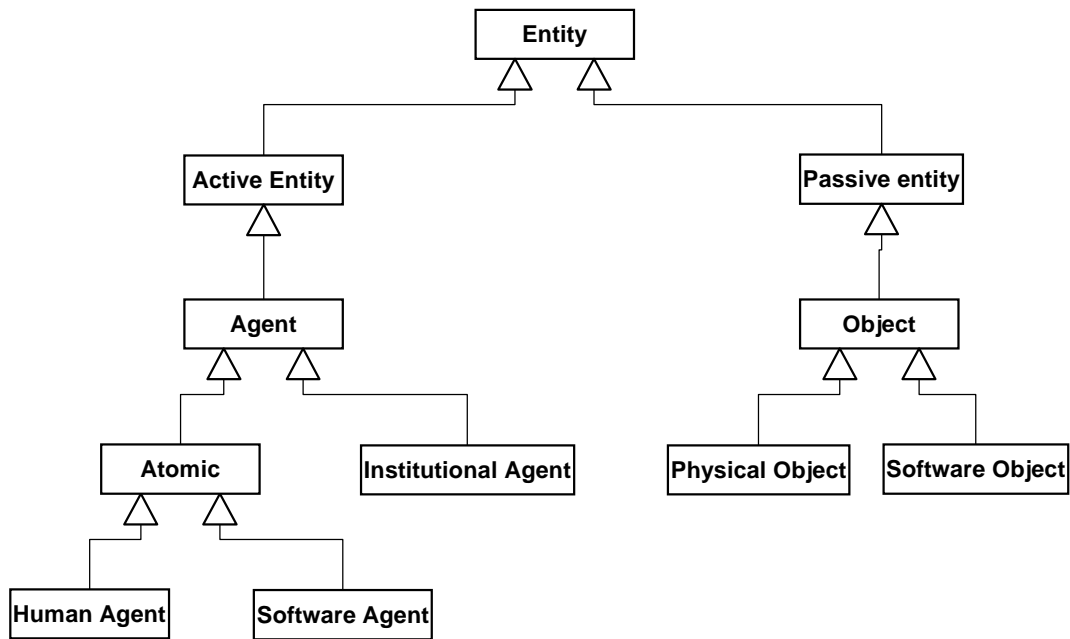 Entity
Active Entity
Passive entity
Agent
Object
Atomic
Institutional Agent
Physical Object
Software Object
Human Agent
Software Agent